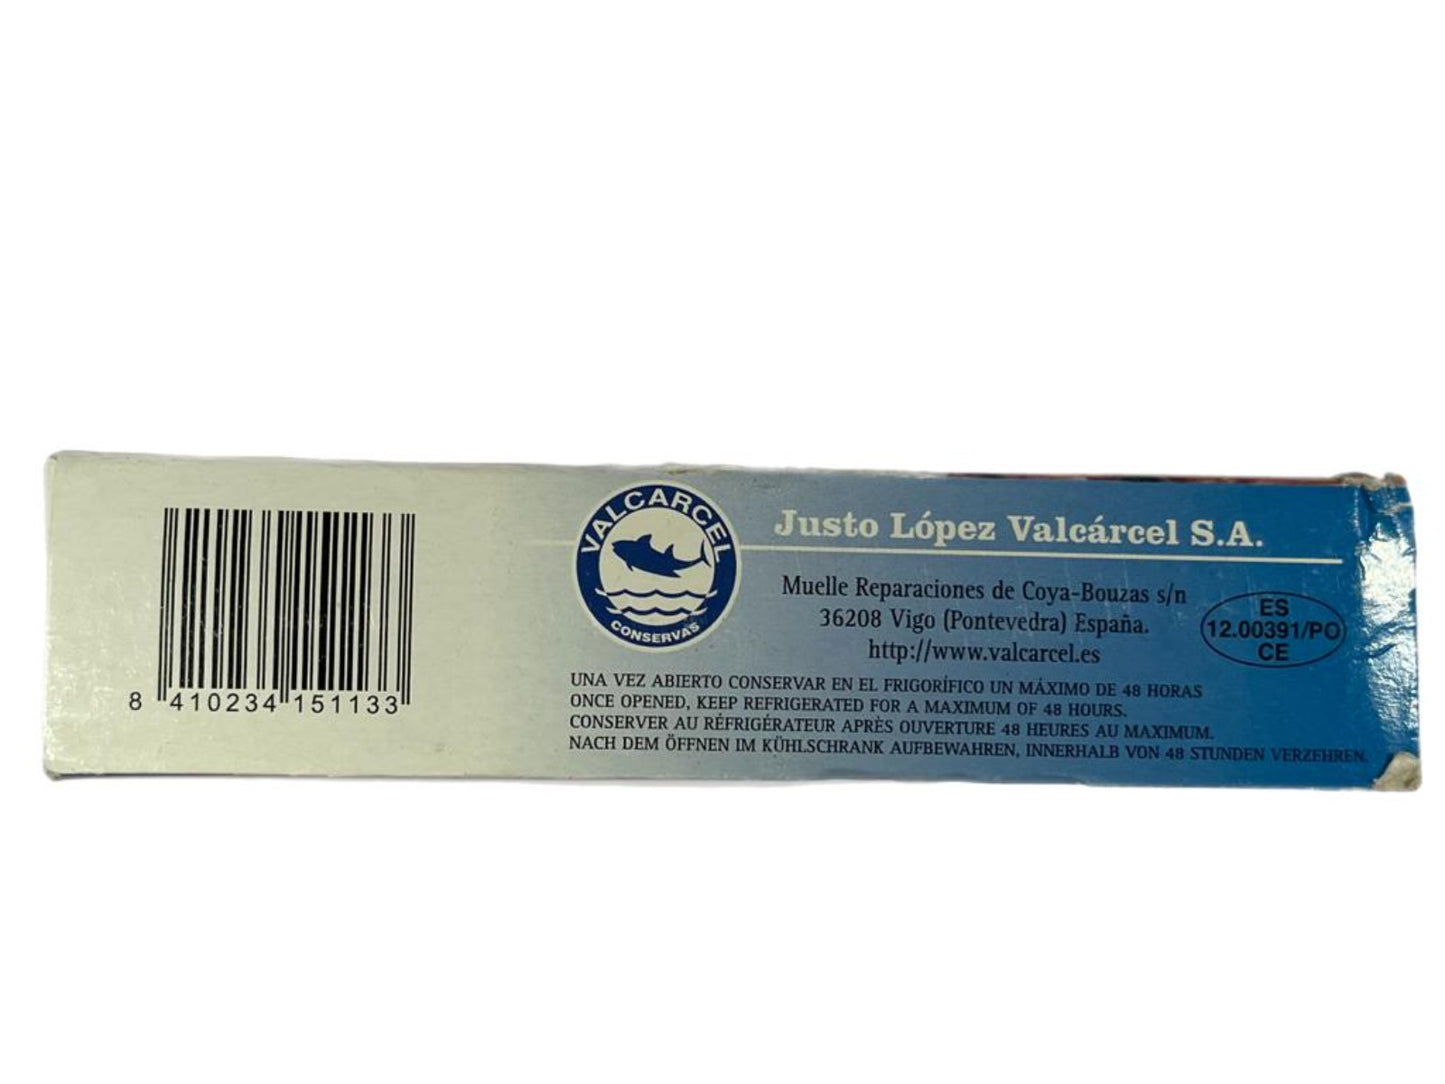 VALCARCEL
CONSERVAS
Justo López Valcárcel S.A.
Muelle Reparaciones de Coya-Bouzas s/n
36208 Vigo (Pontevedra) España.
http://www.valcarcel.es
ES
12.00391/PO
CE
UNA VEZ ABIERTO CONSERVAR EN EL FRIGORÍFICO UN MÁXIMO DE 48 HORAS
ONCE OPENED, KEEP REFRIGERATED FOR A MAXIMUM OF 48 HOURS.
CONSERVER AU RÉFRIGÉRATEUR APRÈS OUVERTURE 48 HEURES AU MAXIMUM.
NACH DEM ÖFFNEN IM KÜHLSCHRANK AUFBEWAHREN, INNERHALB VON 48 STUNDEN VERZEHREN.
8 410234 151133